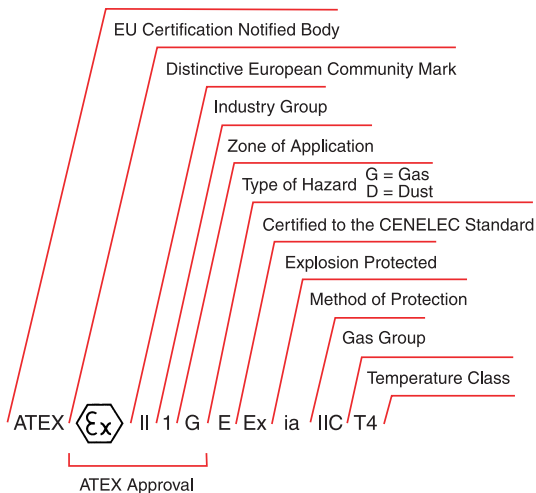 EU Certification Notified Body
Distinctive European Community Mark
Industry Group
Zone of Application
Type of Hazard G = Gas
D = Dust
Certified to the CENELEC Standard
Explosion Protected
Method of Protection
Gas Group
Temperature Class
ATEX Ex II 1 G E Ex ia IIC T4
ATEX Approval